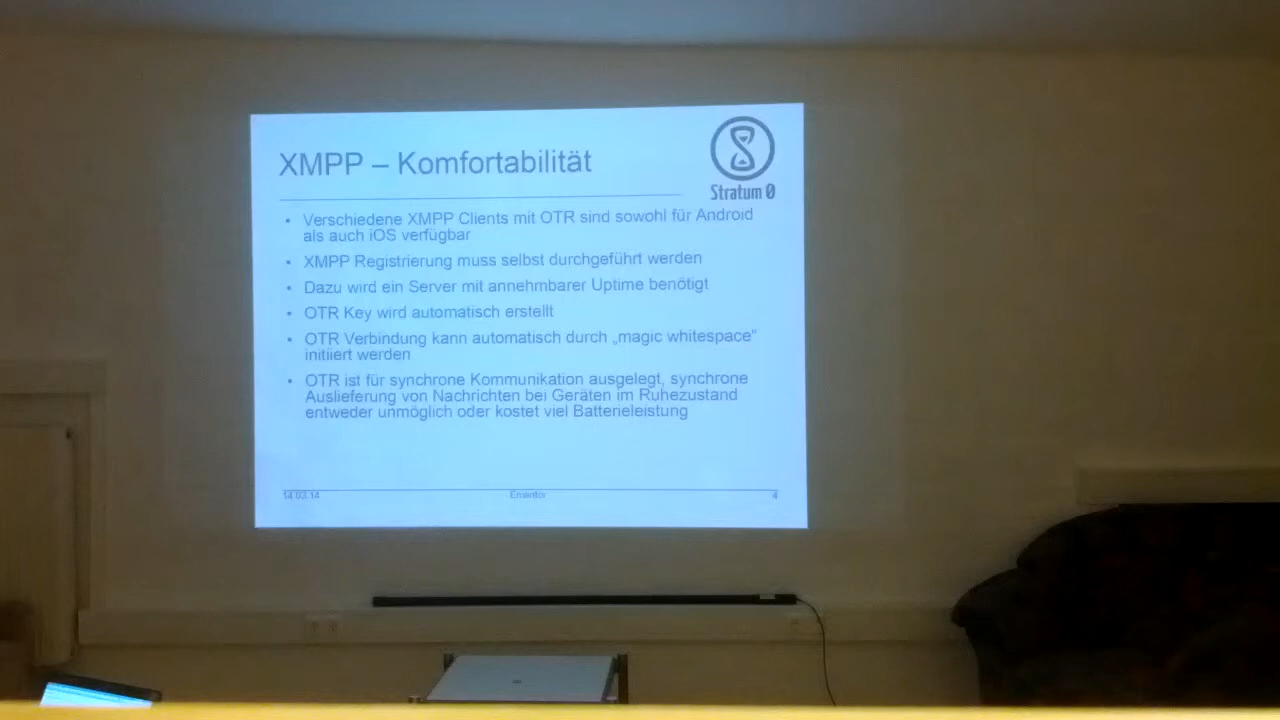 XMPP – Komfortabilität
Stratum 0
• Verschiedene XMPP Clients mit OTR sind sowohl für Android
als auch iOS verfügbar
• XMPP Registrierung muss selbst durchgeführt werden
• Dazu wird ein Server mit annehmbarer Uptime benötigt
• OTR Key wird automatisch erstellt
• OTR Verbindung kann automatisch durch „magic whitespace“
initiiert werden
• OTR ist für synchrone Kommunikation ausgelegt, synchrone
Auslieferung von Nachrichten bei Geräten im Ruhezustand
entweder unmöglich oder kostet viel Batterieleistung
14.03.14 Emantor 4